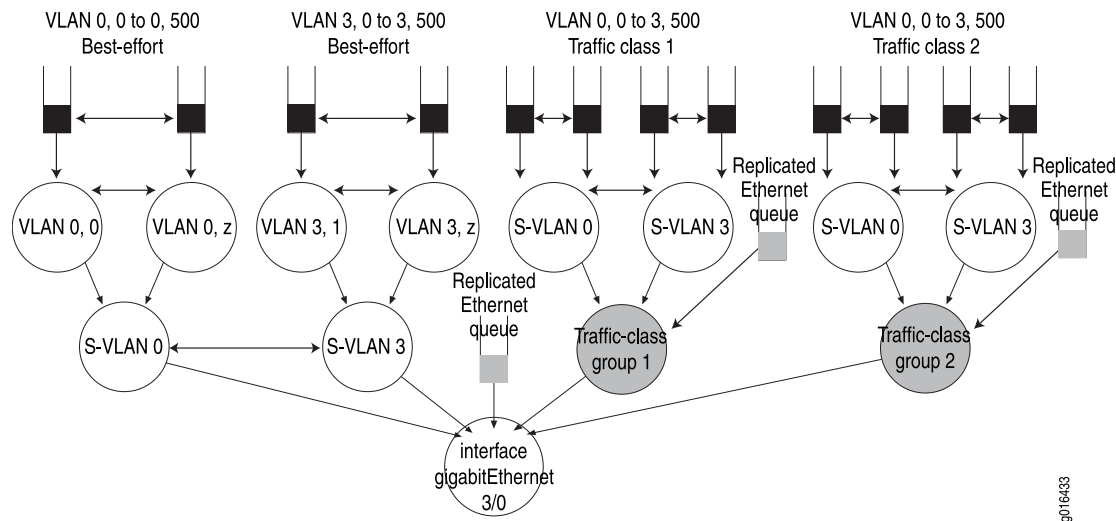 VLAN 0, 0 to 0, 500
Best-effort
VLAN 3, 0 to 3, 500
Best-effort
VLAN 0, 0 to 3, 500
Traffic class 1
VLAN 0, 0 to 3, 500
Traffic class 2
VLAN 0, 0
VLAN 0, z
VLAN 3, 1
VLAN 3, z
S-VLAN 0
S-VLAN 3
Replicated
Ethernet
queue
S-VLAN 0
S-VLAN 3
Replicated
Ethernet
queue
S-VLAN 0
S-VLAN 3
Replicated
Ethernet
queue
Traffic-class
group 1
Traffic-class
group 2
interface
gigabitEthernet
3/0
g016433